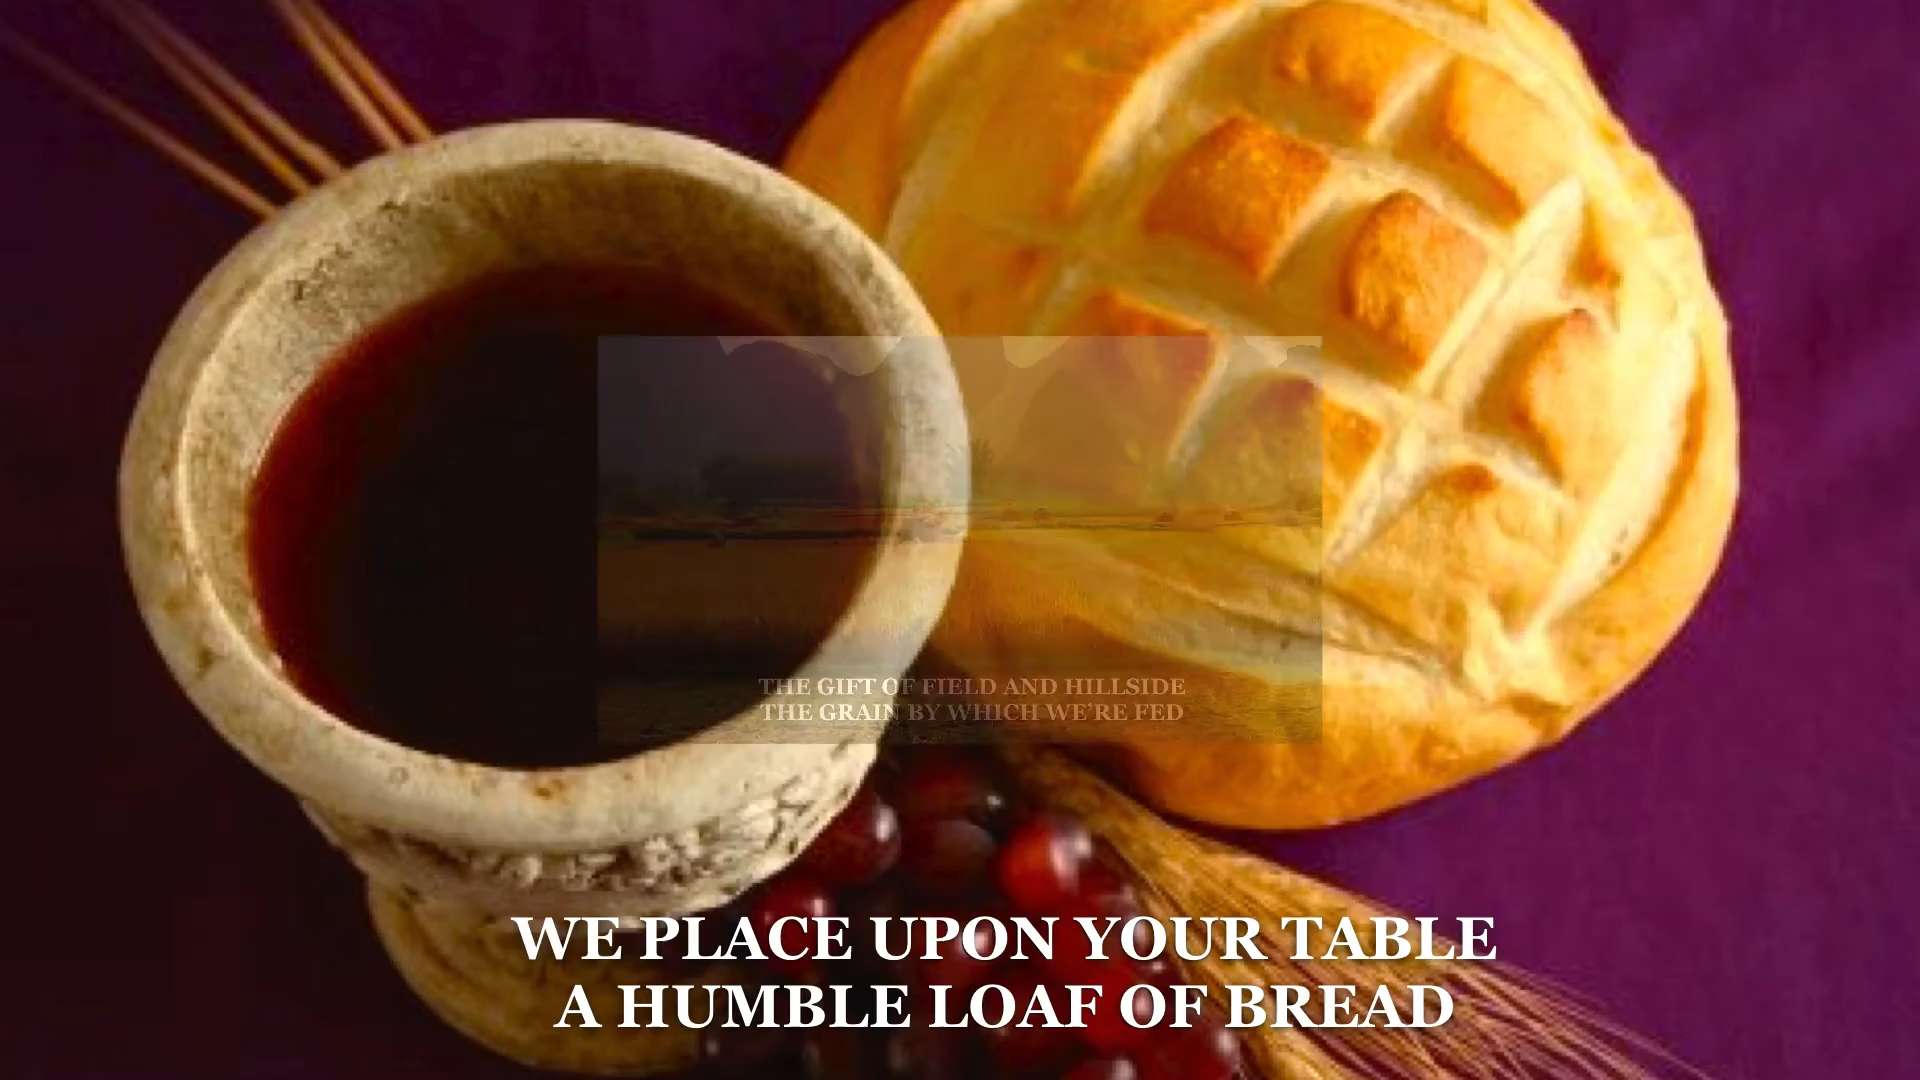 THE GIFT OF FIELD AND HILLSIDE
THE GRAIN BY WHICH WE'RE FED
WE PLACE UPON YOUR TABLE
A HUMBLE LOAF OF BREAD